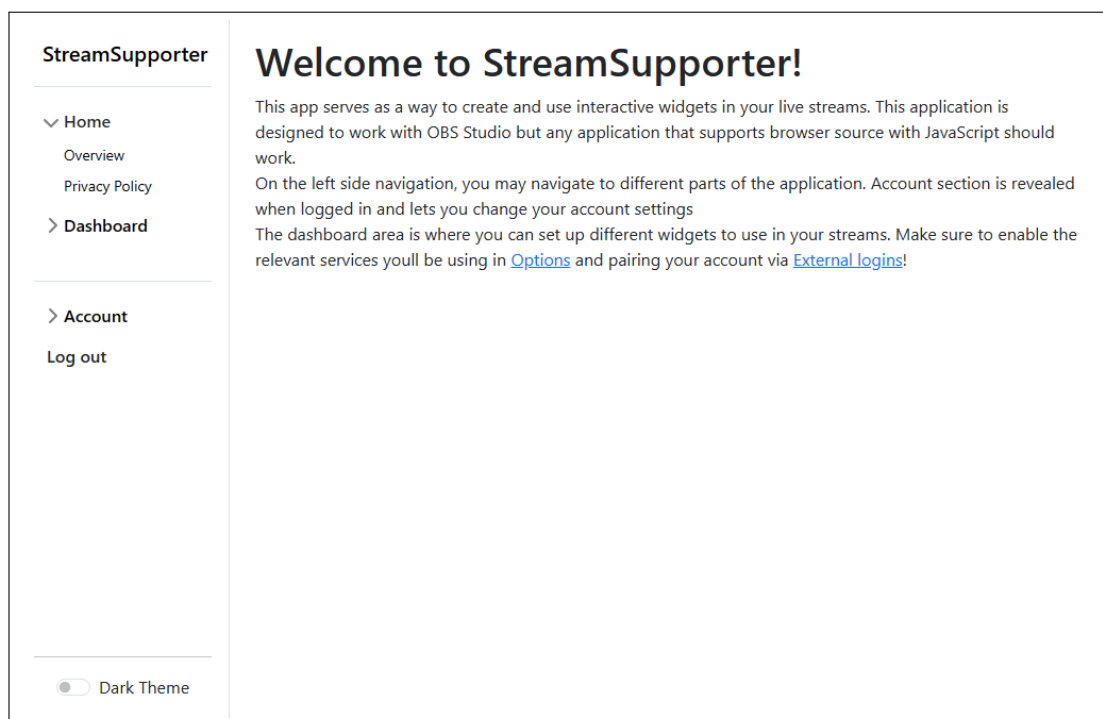 StreamSupporter
Home
Overview
Privacy Policy
Dashboard
Account
Log out
Dark Theme
Welcome to StreamSupporter!
This app serves as a way to create and use interactive widgets in your live streams. This application is
designed to work with OBS Studio but any application that supports browser source with JavaScript should
work.
On the left side navigation, you may navigate to different parts of the application. Account section is revealed
when logged in and lets you change your account settings
The dashboard area is where you can set up different widgets to use in your streams. Make sure to enable the
relevant services youll be using in Options and pairing your account via External logins!